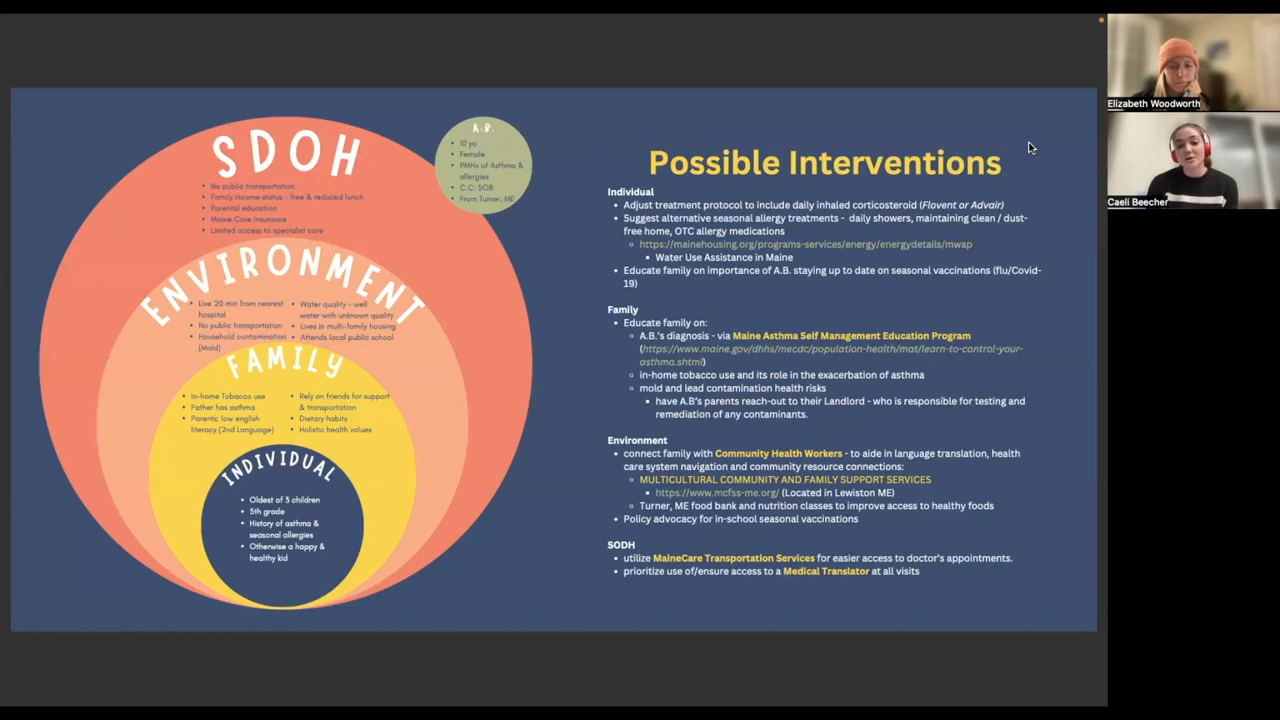 SDOH
• No public transportation
• Family income status - free & reduced lunch
• Parental education
• Maine Care Insurance
• Limited access to specialist care
A.B.
• 10 yo
• Female
• PMHx of Asthma &
allergies
• C.C. SOB
• From Turner, ME
ENVIRONMENT
• Live 20 min from nearest
hospital
• No public transportation
• Household contamination
(Mold)
• Water quality - well
water with unknown quality
• Lives in multi-family housing
• Attends local public school
FAMILY
• In-home Tobacco use
• Father has asthma
• Parents: low english
literacy (2nd Language)
• Rely on friends for support
& transportation
• Dietary habits
• Holistic health values
INDIVIDUAL
• Oldest of 3 children
• 5th grade
• History of asthma &
seasonal allergies
• Otherwise a happy &
healthy kid
Possible Interventions
Individual
• Adjust treatment protocol to include daily inhaled corticosteroid (Flovent or Advair)
• Suggest alternative seasonal allergy treatments - daily showers, maintaining clean / dust-
free home, OTC allergy medications
○ https://mainehousing.org/programs-services/energy/energydetails/mwap
▪ Water Use Assistance in Maine
• Educate family on importance of A.B. staying up to date on seasonal vaccinations (flu/Covid-
19)
Family
• Educate family on:
○ A.B.'s diagnosis - via Maine Asthma Self Management Education Program
(https://www.maine.gov/dhhs/mecdc/population-health/mat/learn-to-control-your-
asthma.shtml)
○ in-home tobacco use and its role in the exacerbation of asthma
○ mold and lead contamination health risks
▪ have A.B's parents reach-out to their Landlord - who is responsible for testing and
remediation of any contaminants.
Environment
• connect family with Community Health Workers - to aide in language translation, health
care system navigation and community resource connections:
○ MULTICULTURAL COMMUNITY AND FAMILY SUPPORT SERVICES
▪ https://www.mcfss-me.org/ (Located in Lewiston ME)
○ Turner, ME food bank and nutrition classes to improve access to healthy foods
• Policy advocacy for in-school seasonal vaccinations
SODH
• utilize MaineCare Transportation Services for easier access to doctor's appointments.
• prioritize use of/ensure access to a Medical Translator at all visits
Elizabeth Woodworth
Caeli Beecher